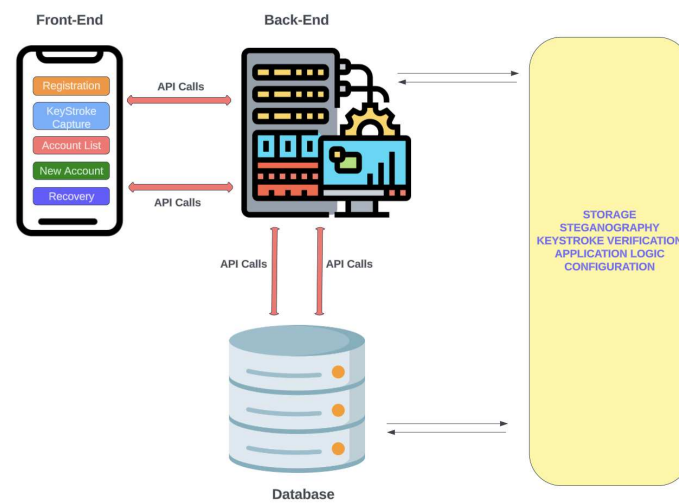 Front-End
Back-End
Registration
KeyStroke
Capture
Account List
New Account
Recovery
API Calls
API Calls
API Calls
API Calls
STORAGE
STEGANOGRAPHY
KEYSTROKE VERIFICATION
APPLICATION LOGIC
CONFIGURATION
Database